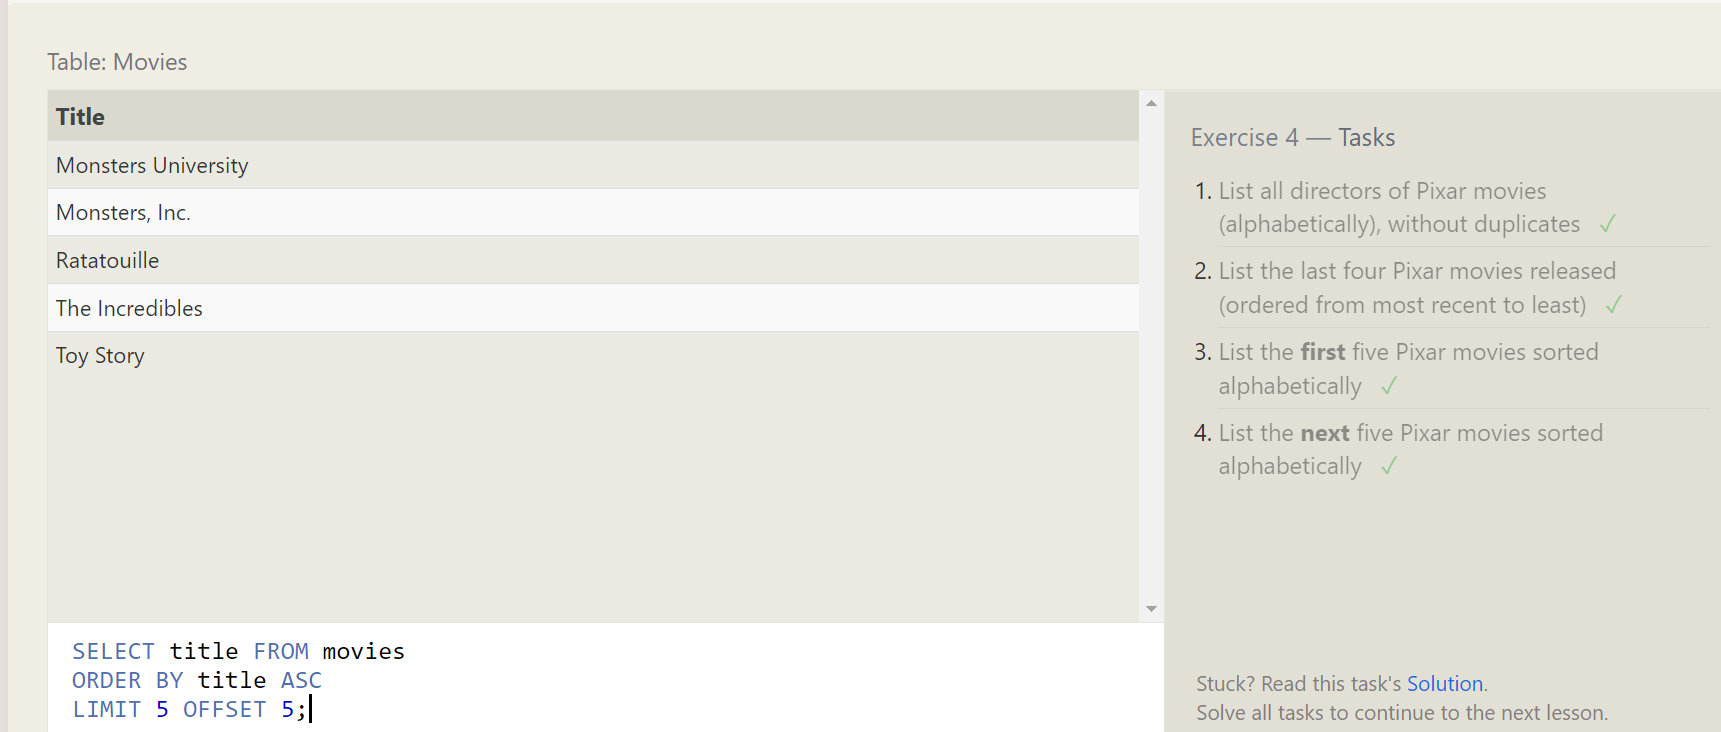 Table: Movies
Title
Monsters University
Monsters, Inc.
Ratatouille
The Incredibles
Toy Story
SELECT title FROM movies
ORDER BY title ASC
LIMIT 5 OFFSET 5;
Exercise 4 — Tasks
1. List all directors of Pixar movies
(alphabetically), without duplicates ✓
2. List the last four Pixar movies released
(ordered from most recent to least) ✓
3. List the first five Pixar movies sorted
alphabetically ✓
4. List the next five Pixar movies sorted
alphabetically ✓
Stuck? Read this task's Solution.
Solve all tasks to continue to the next lesson.